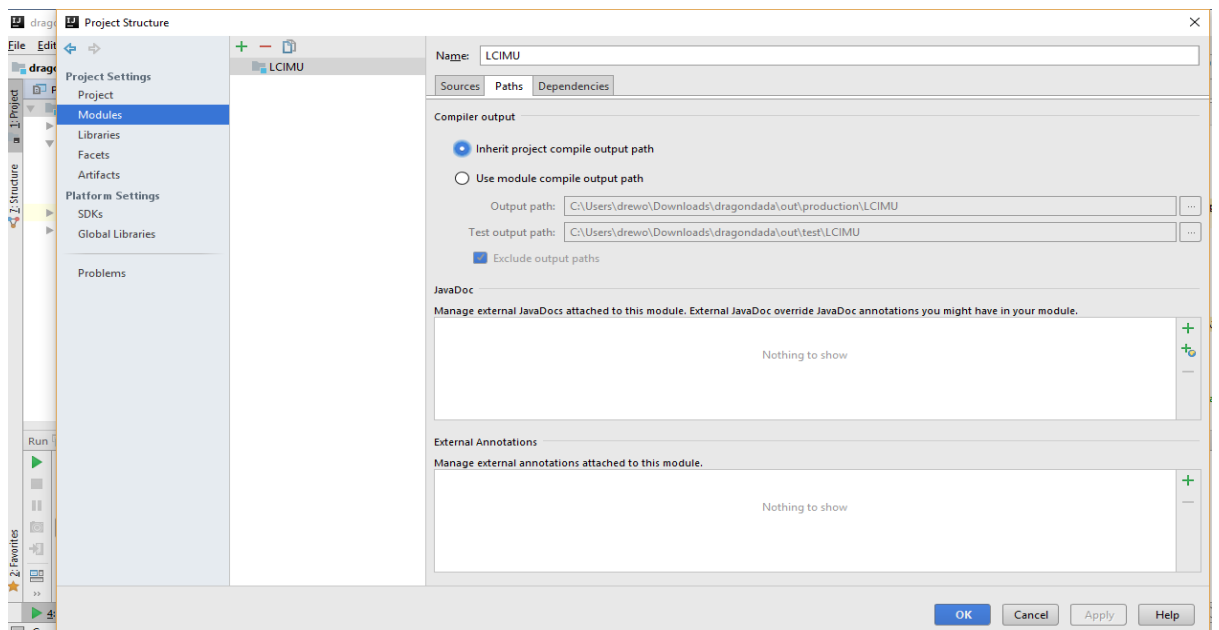 drag
Project Structure
File Edit
drago
Name: LCIMU
LCIMU
Project Settings
Project
Modules
Libraries
Facets
Artifacts
Platform Settings
SDKs
Global Libraries
Problems
Sources Paths Dependencies
Compiler output
Inherit project compile output path
Use module compile output path
Output path: C:\Users\drewo\Downloads\dragondada\out\production\LCIMU ...
Test output path: C:\Users\drewo\Downloads\dragondada\out\test\LCIMU ...
Exclude output paths
JavaDoc
Manage external JavaDocs attached to this module. External JavaDoc override JavaDoc annotations you might have in your module.
Nothing to show
External Annotations
Manage external annotations attached to this module.
Nothing to show
1: Project
7: Structure
2: Favorites
Run
4:
OK Cancel Apply Help